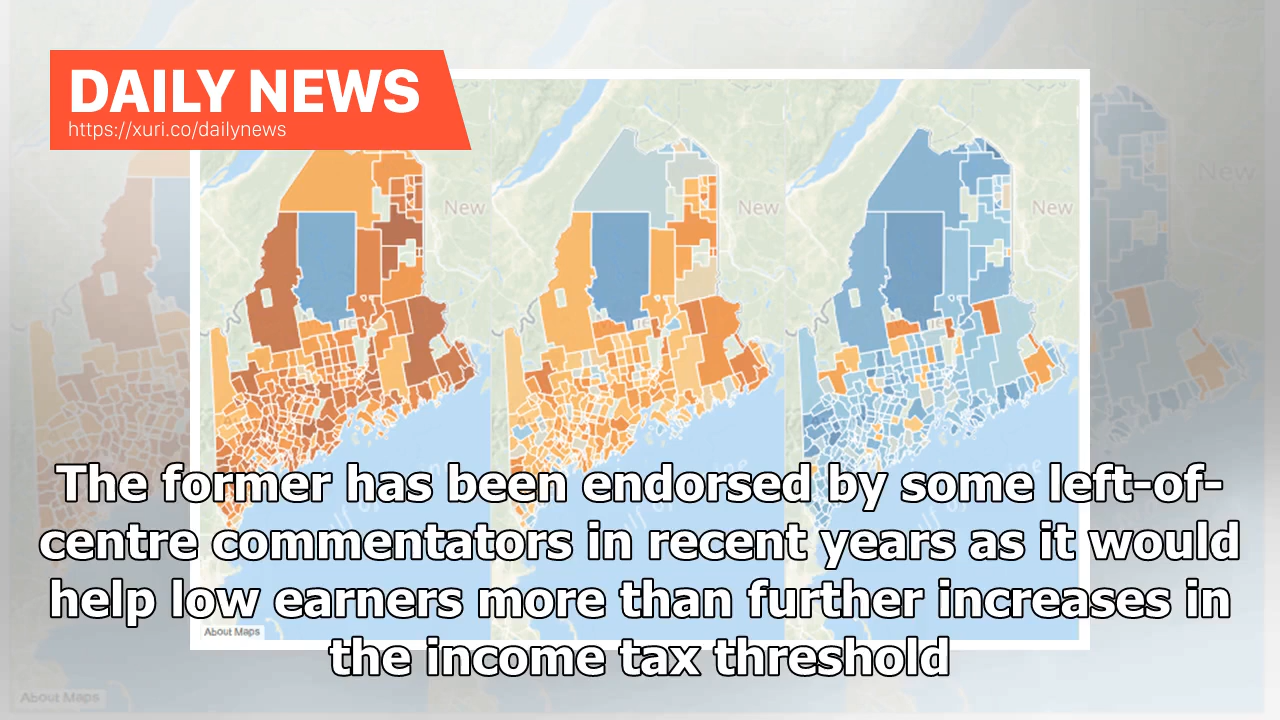 DAILY NEWS
https://xuri.co/dailynews
New
New
New
New
The former has been endorsed by some left-of-
centre commentators in recent years as it would
help low earners more than further increases in
the income tax threshold
About Maps
About Maps